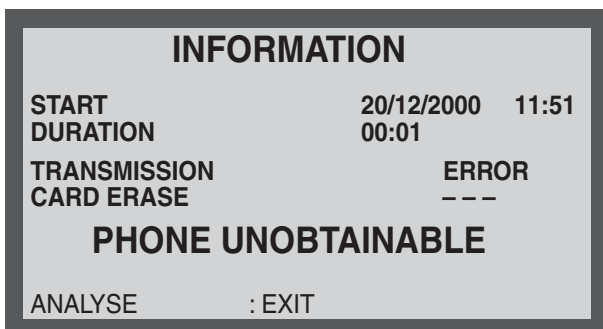 INFORMATION
START 20/12/2000 11:51
DURATION 00:01
TRANSMISSION ERROR
CARD ERASE – – –
PHONE UNOBTAINABLE
ANALYSE : EXIT